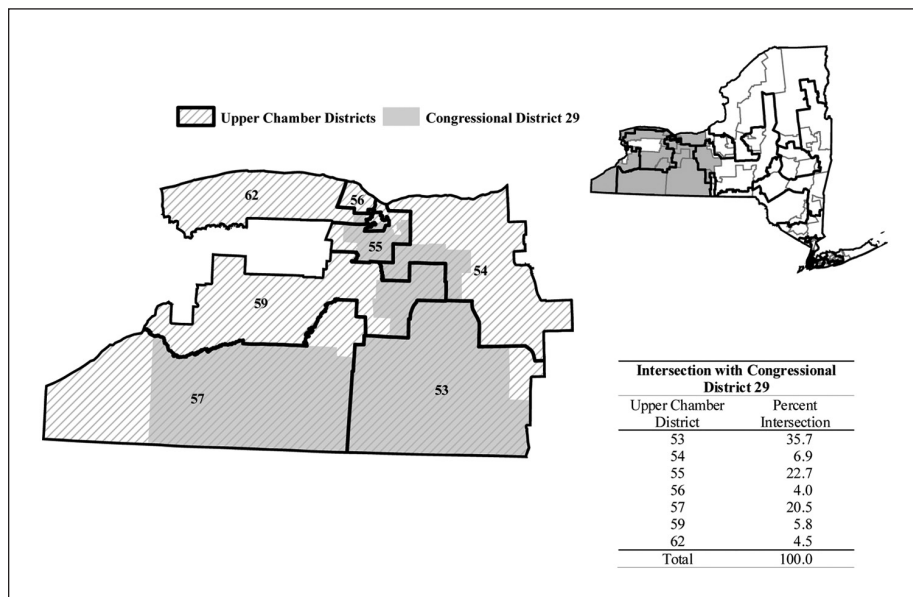 Upper Chamber Districts
Congressional District 29
62
56
55
54
59
57
53
Intersection with Congressional
District 29
Upper Chamber District
Percent Intersection
53 35.7
54 6.9
55 22.7
56 4.0
57 20.5
59 5.8
62 4.5
Total 100.0